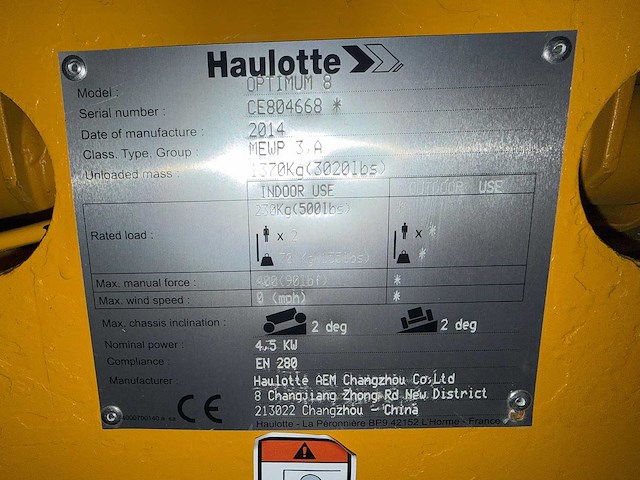 Haulotte
Model : OPTIMUM 8
Serial number : CE804668 *
Date of manufacture : 2014
Class. Type, Group : MEWP 3,A
Unloaded mass : 1370Kg(3020lbs)
INDOOR USE OUTDOOR USE
230Kg(500lbs)
Rated load : x 2 x *
*
Max. manual force : 400(90lbf) *
Max. wind speed : 0 (mph) *
Max. chassis inclination : 2 deg 2 deg
Nominal power : 4,5 KW
Compliance : EN 280
Manufacturer : Haulotte AEM Changzhou Co,Ltd
8 Changjiang Zhong Rd New District
213022 Changzhou - China
CE
Haulotte - La Péronnière BP9 42152 L'Horme - France